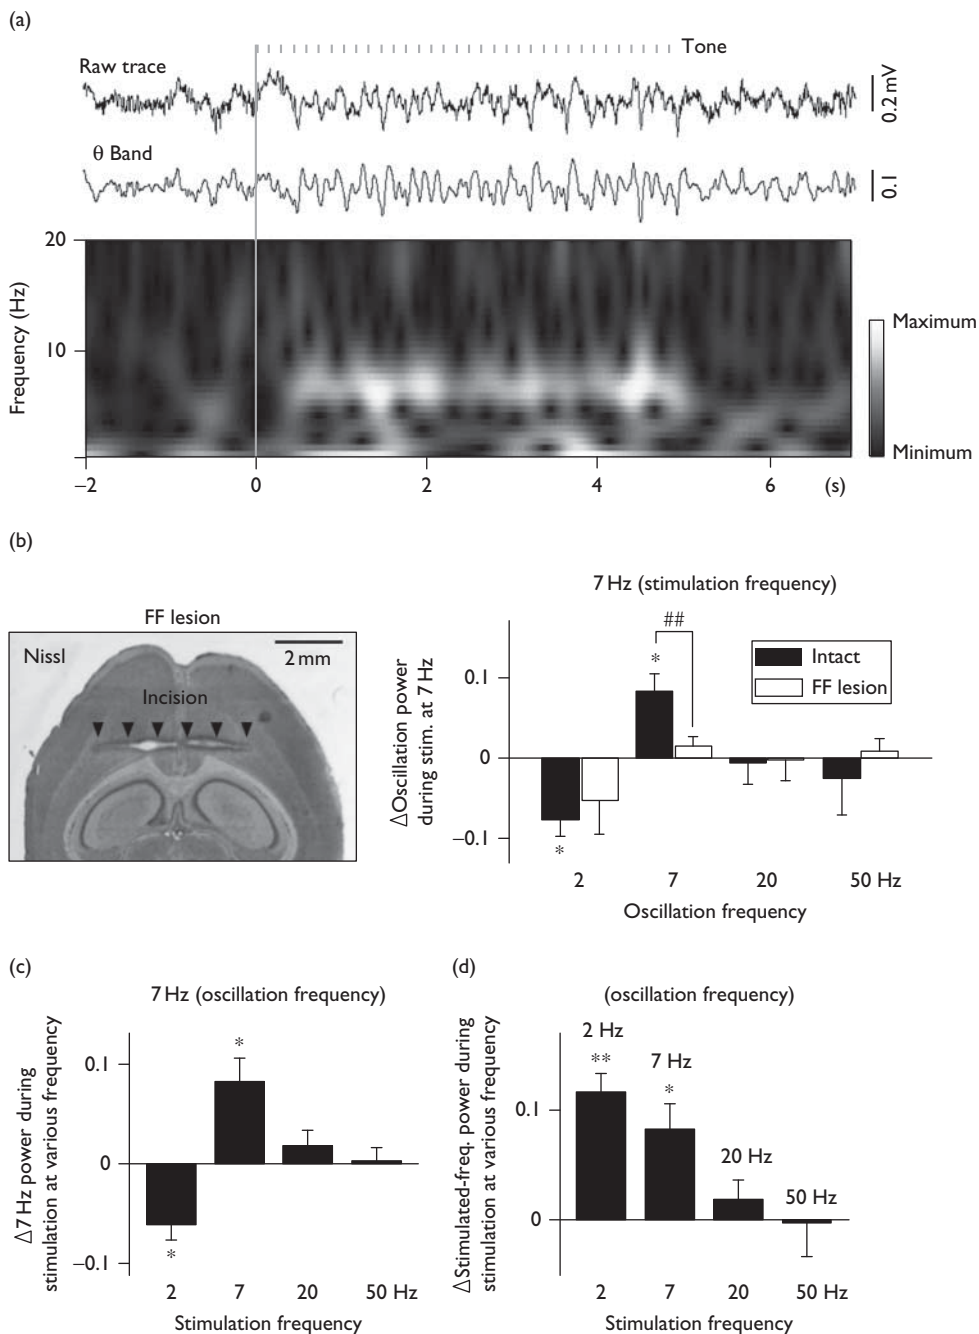 (a)
Tone
Raw trace
0.2 mV
θ Band
0.1
20
10
Frequency (Hz)
Maximum
Minimum
−2 0 2 4 6 (s)
(b)
FF lesion
Nissl
2 mm
Incision
7 Hz (stimulation frequency)
##
*
Intact
FF lesion
0.1
0
−0.1
*
ΔOscillation power
during stim. at 7 Hz
2 7 20 50 Hz
Oscillation frequency
(c)
7 Hz (oscillation frequency)
*
0.1
0
−0.1
*
Δ7 Hz power during
stimulation at various frequency
2 7 20 50 Hz
Stimulation frequency
(d)
(oscillation frequency)
2 Hz
**
7 Hz
*
20 Hz
50 Hz
0.1
0
ΔStimulated-freq. power during
stimulation at various frequency
2 7 20 50 Hz
Stimulation frequency